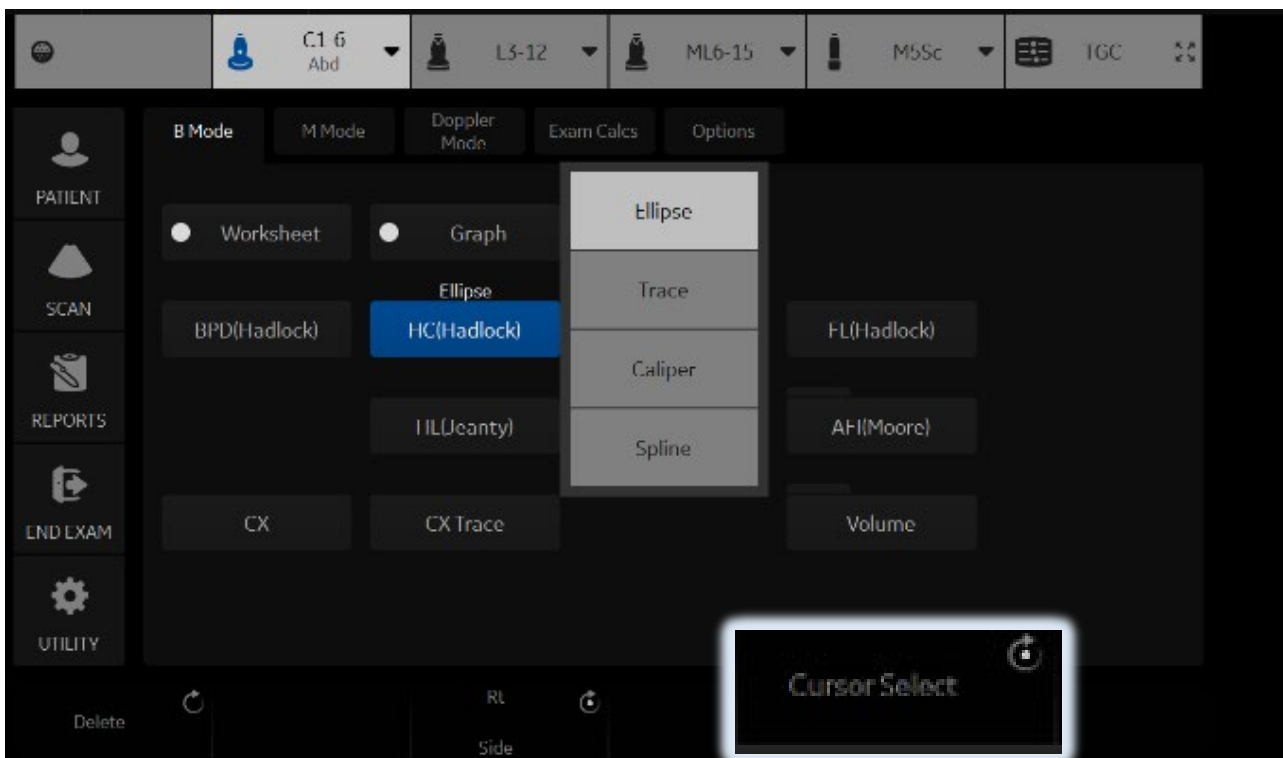 C1 6
Abd
L3-12
ML6-15
M5Sc
TGC
B Mode
M Mode
Doppler
Mode
Exam Calcs
Options
PATIENT
Worksheet
Graph
Ellipse
Trace
Caliper
Spline
SCAN
Ellipse
BPD(Hadlock)
HC(Hadlock)
FL(Hadlock)
REPORTS
HL(Jeanty)
AFI(Moore)
END EXAM
CX
CX Trace
Volume
UTILITY
Cursor Select
Delete
Rt
Side